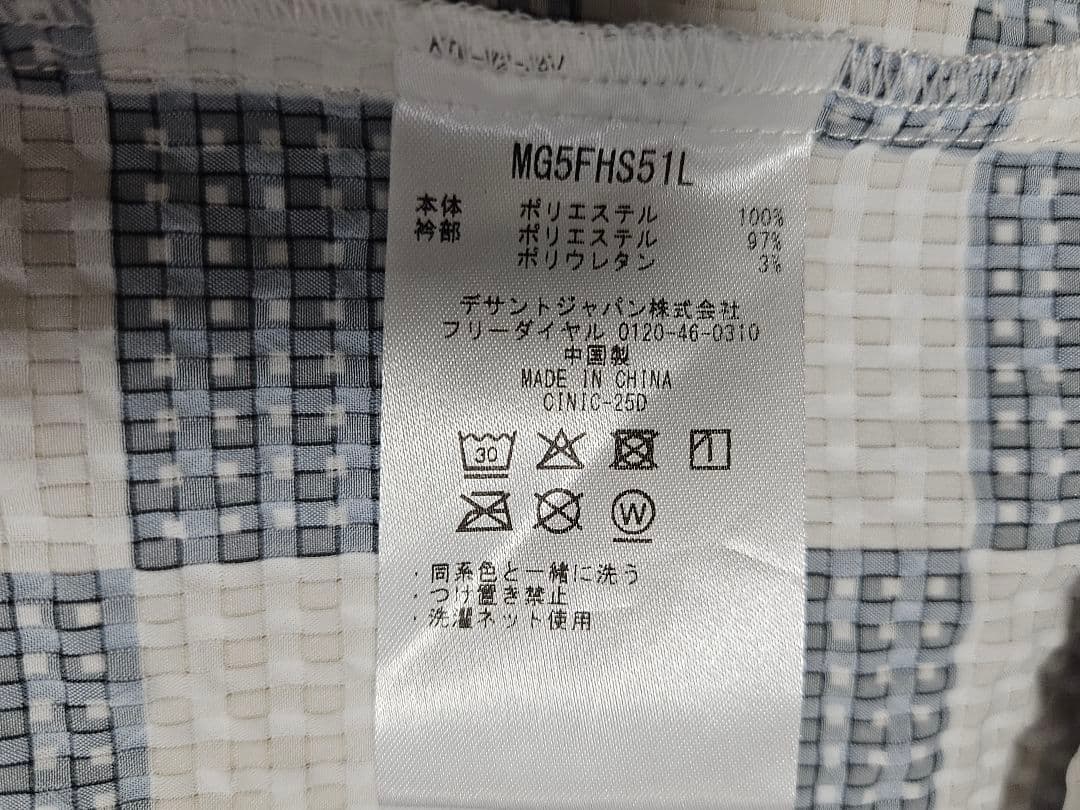 MG5FHS51L
本体 ポリエステル 100%
衿部 ポリエステル 97%
ポリウレタン 3%
デサントジャパン株式会社
フリーダイヤル 0120-46-0310
中国製
MADE IN CHINA
CINIC-25D
30
W
・同系色と一緒に洗う
・つけ置き禁止
・洗濯ネット使用